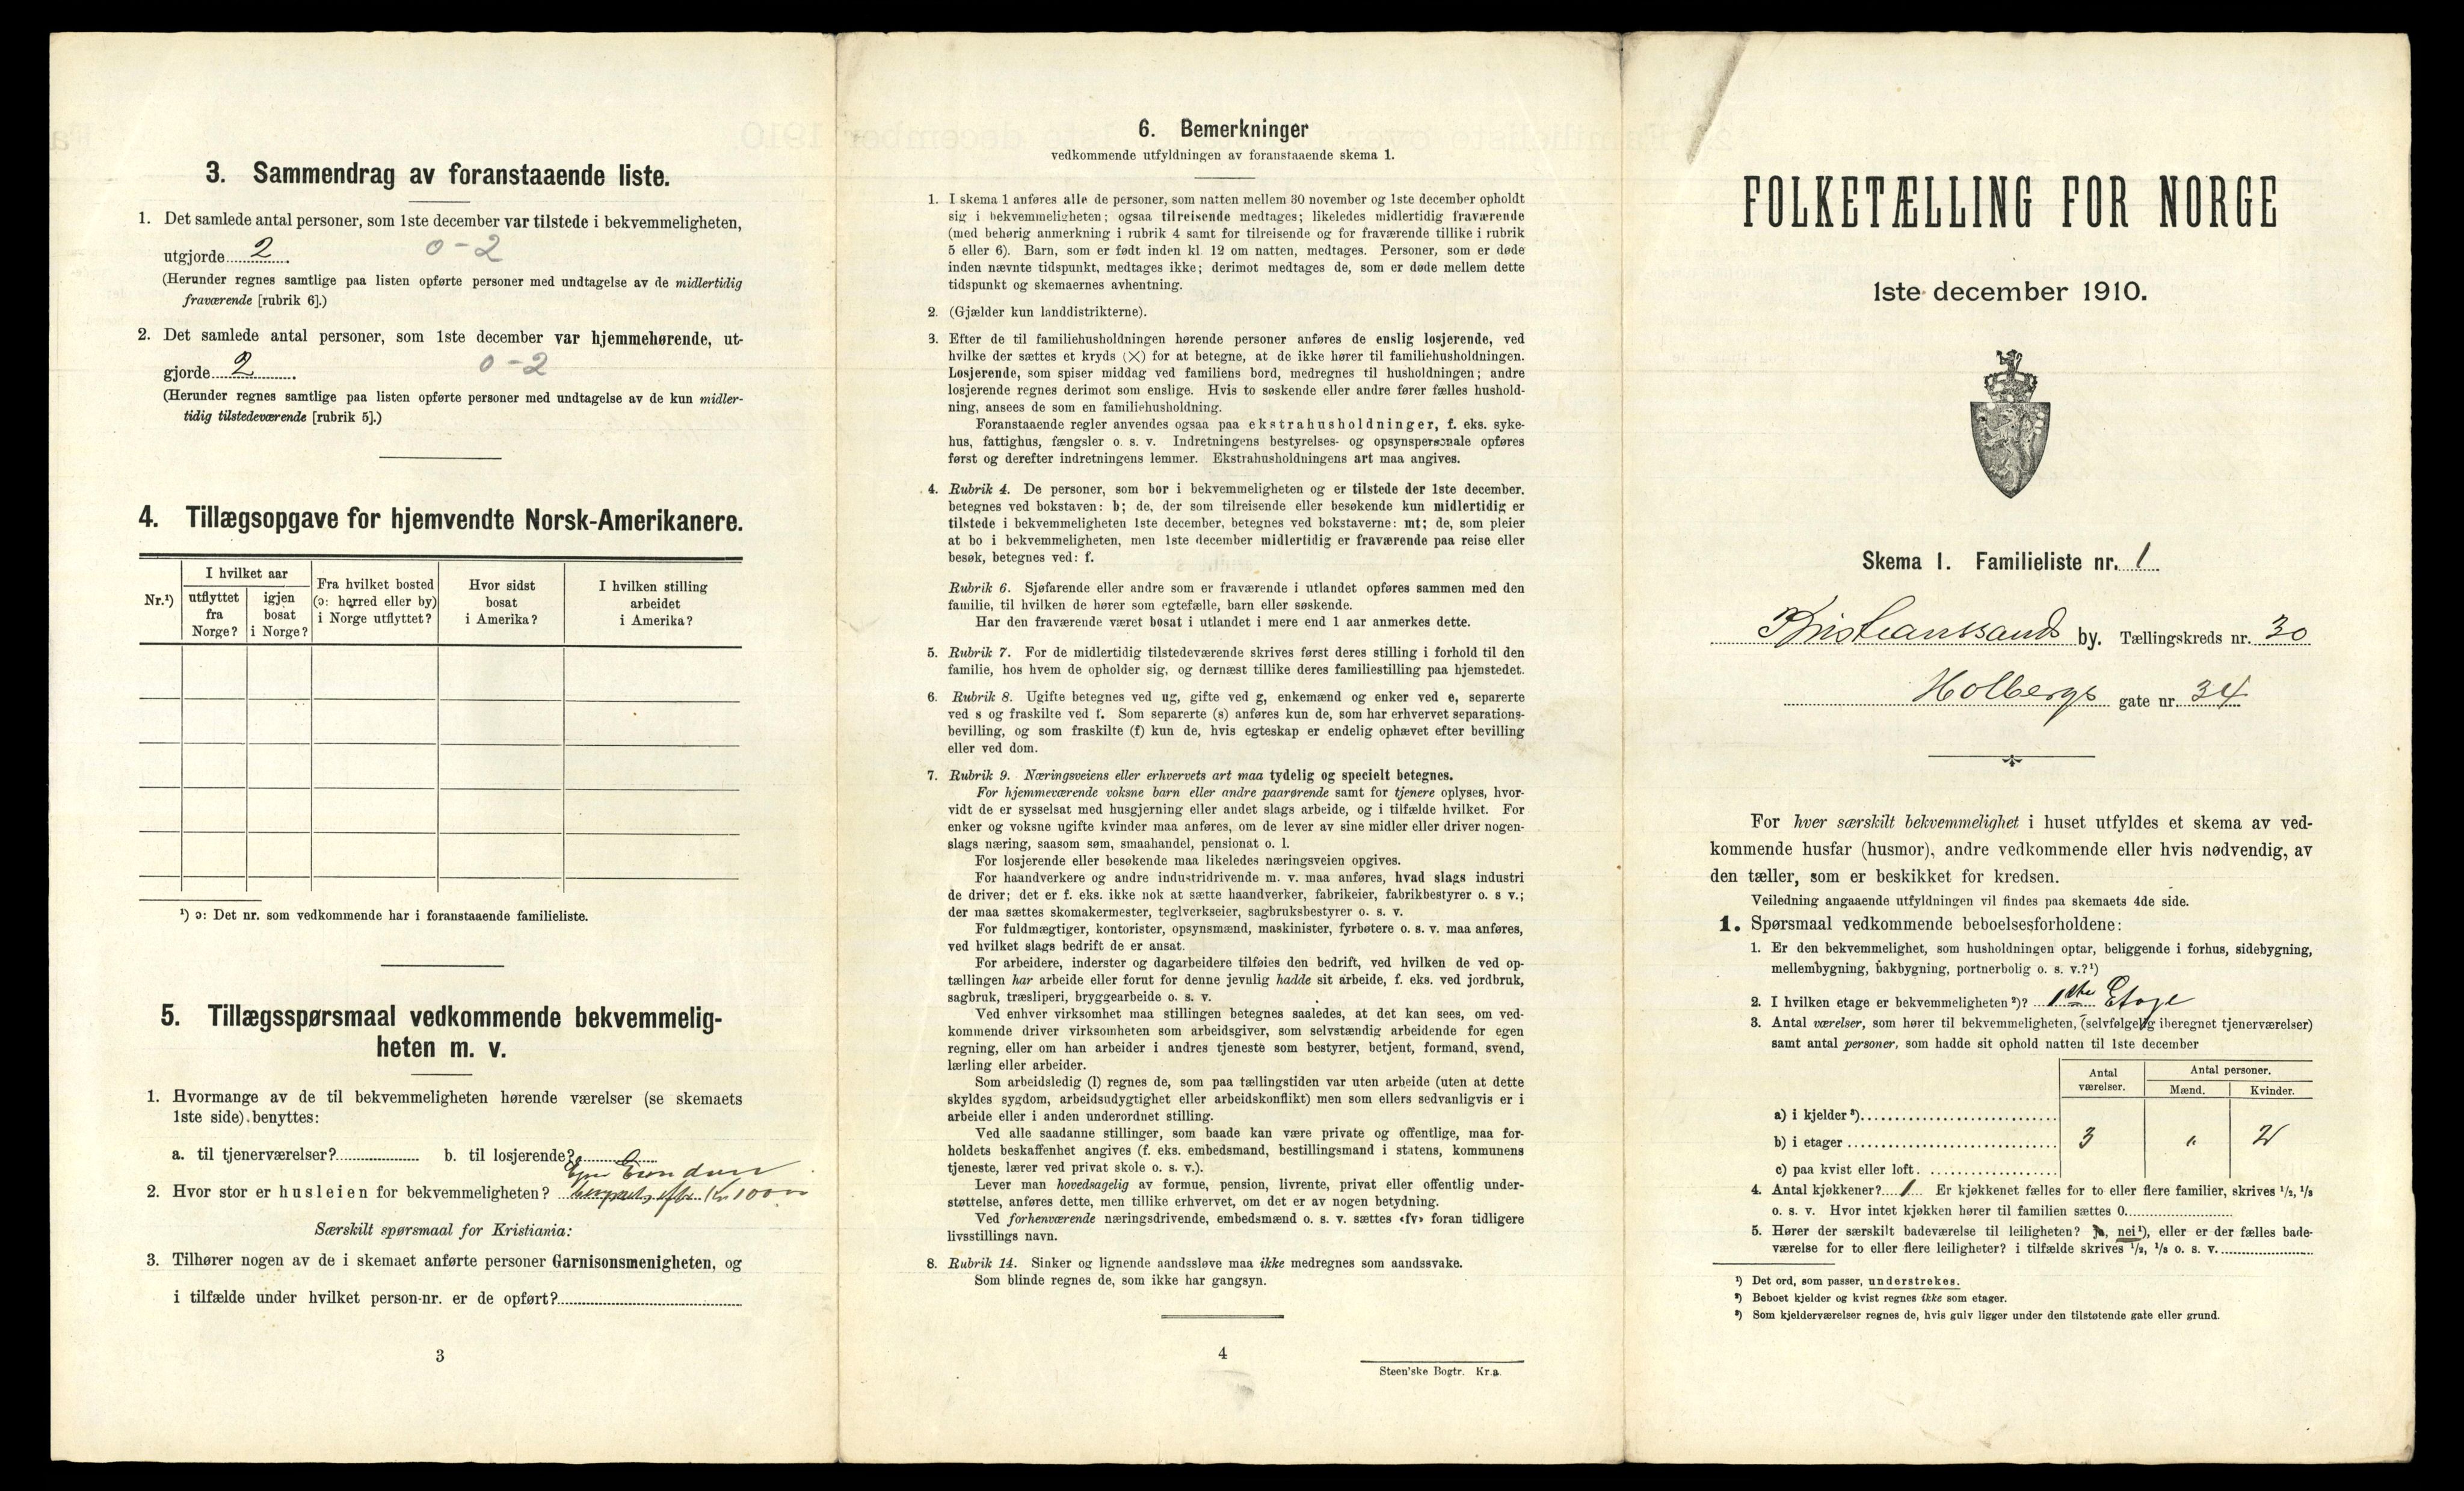 3. Sammendrag av foranstaaende liste.
1. Det samlede antal personer, som 1ste december var tilstede i bekvemmeligheten,
utgjorde 2 0-2
(Herunder regnes samtlige paa listen opførte personer med undtagelse av de midlertidig
fraværende [rubrik 6].)
2. Det samlede antal personer, som 1ste december var hjemmehørende, ut-
gjorde 2 0-2
(Herunder regnes samtlige paa listen opførte personer med undtagelse av de kun midler-
tidig tilstedeværende [rubrik 5].)
4. Tillægsopgave for hjemvendte Norsk-Amerikanere.
Nr.¹)
I hvilket aar
utflyttet fra Norge?
igjen bosat i Norge?
Fra hvilket bosted (ɔ: herred eller by) i Norge utflyttet?
Hvor sidst bosat i Amerika?
I hvilken stilling arbeidet i Amerika?
¹) ɔ: Det nr. som vedkommende har i foranstaaende familieliste.
5. Tillægsspørsmaal vedkommende bekvemmelig-
heten m. v.
1. Hvormange av de til bekvemmeligheten hørende værelser (se skemaets
1ste side) benyttes:
a. til tjenerværelser? b. til losjerende?
2. Hvor stor er husleien for bekvemmeligheten? Kr 100
Særskilt spørsmaal for Kristiania:
3. Tilhører nogen av de i skemaet anførte personer Garnisonsmenigheten, og
i tilfælde under hvilket person-nr. er de opført?
3
6. Bemerkninger
vedkommende utfyldningen av foranstaaende skema 1.
1. I skema 1 anføres alle de personer, som natten mellem 30 november og 1ste december opholdt
sig i bekvemmeligheten; ogsaa tilreisende medtages; likeledes midlertidig fraværende
(med behørig anmerkning i rubrik 4 samt for tilreisende og for fraværende tillike i rubrik
5 eller 6). Barn, som er født inden kl. 12 om natten, medtages. Personer, som er døde
inden nævnte tidspunkt, medtages ikke; derimot medtages de, som er døde mellem dette
tidspunkt og skemaernes avhentning.
2. (Gjælder kun landdistrikterne).
3. Efter de til familiehusholdningen hørende personer anføres de enslig losjerende, ved
hvilke der sættes et kryds (×) for at betegne, at de ikke hører til familiehusholdningen.
Losjerende, som spiser middag ved familiens bord, medregnes til husholdningen; andre
losjerende regnes derimot som enslige. Hvis to søskende eller andre fører fælles hushold-
ning, ansees de som en familiehusholdning.
Foranstaaende regler anvendes ogsaa paa ekstrahusholdninger, f. eks. syke-
hus, fattighus, fængsler o. s. v. Indretningens bestyrelses- og opsynspersonale opføres
først og derefter indretningens lemmer. Ekstrahusholdningens art maa angives.
4. Rubrik 4. De personer, som bor i bekvemmeligheten og er tilstede der 1ste december,
betegnes ved bokstaven: b; de, der som tilreisende eller besøkende kun midlertidig er
tilstede i bekvemmeligheten 1ste december, betegnes ved bokstaverne: mt; de, som pleier
at bo i bekvemmeligheten, men 1ste december midlertidig er fraværende paa reise eller
besøk, betegnes ved: f.
Rubrik 6. Sjøfarende eller andre som er fraværende i utlandet opføres sammen med den
familie, til hvilken de hører som egtefælle, barn eller søskende.
Har den fraværende været bosat i utlandet i mere end 1 aar anmerkes dette.
5. Rubrik 7. For de midlertidig tilstedeværende skrives først deres stilling i forhold til den
familie, hos hvem de opholder sig, og dernæst tillike deres familiestilling paa hjemstedet.
6. Rubrik 8. Ugifte betegnes ved ug, gifte ved g, enkemænd og enker ved e, separerte
ved s og fraskilte ved f. Som separerte (s) anføres kun de, som har erhvervet separations-
bevilling, og som fraskilte (f) kun de, hvis egteskap er endelig ophævet efter bevilling
eller ved dom.
7. Rubrik 9. Næringsveiens eller erhvervets art maa tydelig og specielt betegnes.
For hjemmeværende voksne barn eller andre paarørende samt for tjenere oplyses, hvor-
vidt de er sysselsat med husgjerning eller andet slags arbeide, og i tilfælde hvilket. For
enker og voksne ugifte kvinder maa anføres, om de lever av sine midler eller driver nogen-
slags næring, saasom søm, smaahandel, pensionat o. l.
For losjerende eller besøkende maa likeledes næringsveien opgives.
For haandverkere og andre industridrivende m. v. maa anføres, hvad slags industri
de driver; det er f. eks. ikke nok at sætte haandverker, fabrikeier, fabrikbestyrer o. s v.;
der maa sættes skomakermester, teglverkseier, sagbruksbestyrer o. s. v.
For fuldmægtiger, kontorister, opsynsmænd, maskinister, fyrbøtere o. s. v. maa anføres,
ved hvilket slags bedrift de er ansat.
For arbeidere, inderster og dagarbeidere tilføies den bedrift, ved hvilken de ved op-
tællingen har arbeide eller forut for denne jevnlig hadde sit arbeide, f. eks. ved jordbruk,
sagbruk, træsliperi, bryggearbeide o. s. v.
Ved enhver virksomhet maa stillingen betegnes saaledes, at det kan sees, om ved-
kommende driver virksomheten som arbeidsgiver, som selvstændig arbeidende for egen
regning, eller om han arbeider i andres tjeneste som bestyrer, betjent, formand, svend,
lærling eller arbeider.
Som arbeidsledig (l) regnes de, som paa tællingstiden var uten arbeide (uten at dette
skyldes sygdom, arbeidsudygtighet eller arbeidskonflikt) men som ellers sedvanligvis er i
arbeide eller i anden underordnet stilling.
Ved alle saadanne stillinger, som baade kan være private og offentlige, maa for-
holdets beskaffenhet angives (f. eks. embedsmand, bestillingsmand i statens, kommunens
tjeneste, lærer ved privat skole o. s. v.).
Lever man hovedsagelig av formue, pension, livrente, privat eller offentlig under-
støttelse, anføres dette, men tillike erhvervet, om det er av nogen betydning.
Ved forhenværende næringsdrivende, embedsmænd o. s. v. sættes «fv» foran tidligere
livsstillings navn.
8. Rubrik 14. Sinker og lignende aandssløve maa ikke medregnes som aandssvake.
Som blinde regnes de, som ikke har gangsyn.
4
Steen'ske Bogtr. Kr.a.
FOLKETÆLLING FOR NORGE
1ste december 1910.
Skema 1. Familieliste nr. 1
Kristianssands by. Tællingskreds nr. 30
Holbergs gate nr. 34
For hver særskilt bekvemmelighet i huset utfyldes et skema av ved-
kommende husfar (husmor), andre vedkommende eller hvis nødvendig, av
den tæller, som er beskikket for kredsen.
Veiledning angaaende utfyldningen vil findes paa skemaets 4de side.
1. Spørsmaal vedkommende beboelsesforholdene:
1. Er den bekvemmelighet, som husholdningen optar, beliggende i forhus, sidebygning,
mellembygning, bakbygning, portnerbolig o. s. v.?¹)
2. I hvilken etage er bekvemmeligheten²)? 1ste Etage
3. Antal værelser, som hører til bekvemmeligheten, (selvfølgelig iberegnet tjenerværelser)
samt antal personer, som hadde sit ophold natten til 1ste december
Antal værelser.
Antal personer.
Mænd. Kvinder.
a) i kjelder³)
b) i etager 3 " 2
c) paa kvist eller loft.
4. Antal kjøkkener? 1 Er kjøkkenet fælles for to eller flere familier, skrives ¹/₂, ¹/₃
o. s. v. Hvor intet kjøkken hører til familien sættes 0.
5. Hører der særskilt badeværelse til leiligheten? Ja, nei¹), eller er der fælles bade-
værelse for to eller flere leiligheter? i tilfælde skrives ¹/₂, ¹/₃ o. s. v.
¹) Det ord, som passer, understrekes.
²) Beboet kjelder og kvist regnes ikke som etager.
³) Som kjelderværelser regnes de, hvis gulv ligger under den tilstøtende gate eller grund.